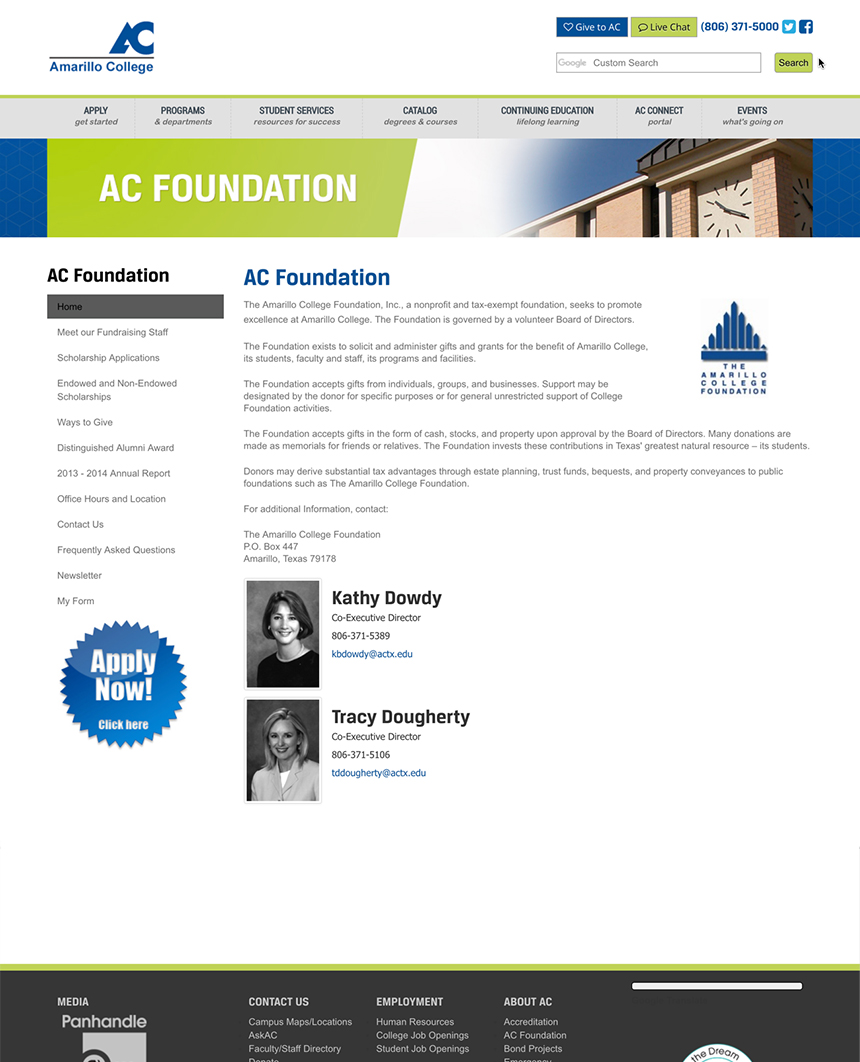 AC
Amarillo College
Give to AC
Live Chat
(806) 371-5000
Google Custom Search
Search
APPLY
get started
PROGRAMS
& departments
STUDENT SERVICES
resources for success
CATALOG
degrees & courses
CONTINUING EDUCATION
lifelong learning
AC CONNECT
portal
EVENTS
what's going on
AC FOUNDATION
AC Foundation
Home
Meet our Fundraising Staff
Scholarship Applications
Endowed and Non-Endowed
Scholarships
Ways to Give
Distinguished Alumni Award
2013 - 2014 Annual Report
Office Hours and Location
Contact Us
Frequently Asked Questions
Newsletter
My Form
Apply
Now!
Click here
AC Foundation
The Amarillo College Foundation, Inc., a nonprofit and tax-exempt foundation, seeks to promote
excellence at Amarillo College. The Foundation is governed by a volunteer Board of Directors.
The Foundation exists to solicit and administer gifts and grants for the benefit of Amarillo College,
its students, faculty and staff, its programs and facilities.
The Foundation accepts gifts from individuals, groups, and businesses. Support may be
designated by the donor for specific purposes or for general unrestricted support of College
Foundation activities.
THE
AMARILLO
COLLEGE
FOUNDATION
The Foundation accepts gifts in the form of cash, stocks, and property upon approval by the Board of Directors. Many donations are
made as memorials for friends or relatives. The Foundation invests these contributions in Texas' greatest natural resource – its students.
Donors may derive substantial tax advantages through estate planning, trust funds, bequests, and property conveyances to public
foundations such as The Amarillo College Foundation.
For additional Information, contact:
The Amarillo College Foundation
P.O. Box 447
Amarillo, Texas 79178
Kathy Dowdy
Co-Executive Director
806-371-5389
kbdowdy@actx.edu
Tracy Dougherty
Co-Executive Director
806-371-5106
tddougherty@actx.edu
MEDIA
Panhandle
CONTACT US
Campus Maps/Locations
AskAC
Faculty/Staff Directory
Donate
EMPLOYMENT
Human Resources
College Job Openings
Student Job Openings
ABOUT AC
Accreditation
AC Foundation
Bond Projects
Emergency
the Dream